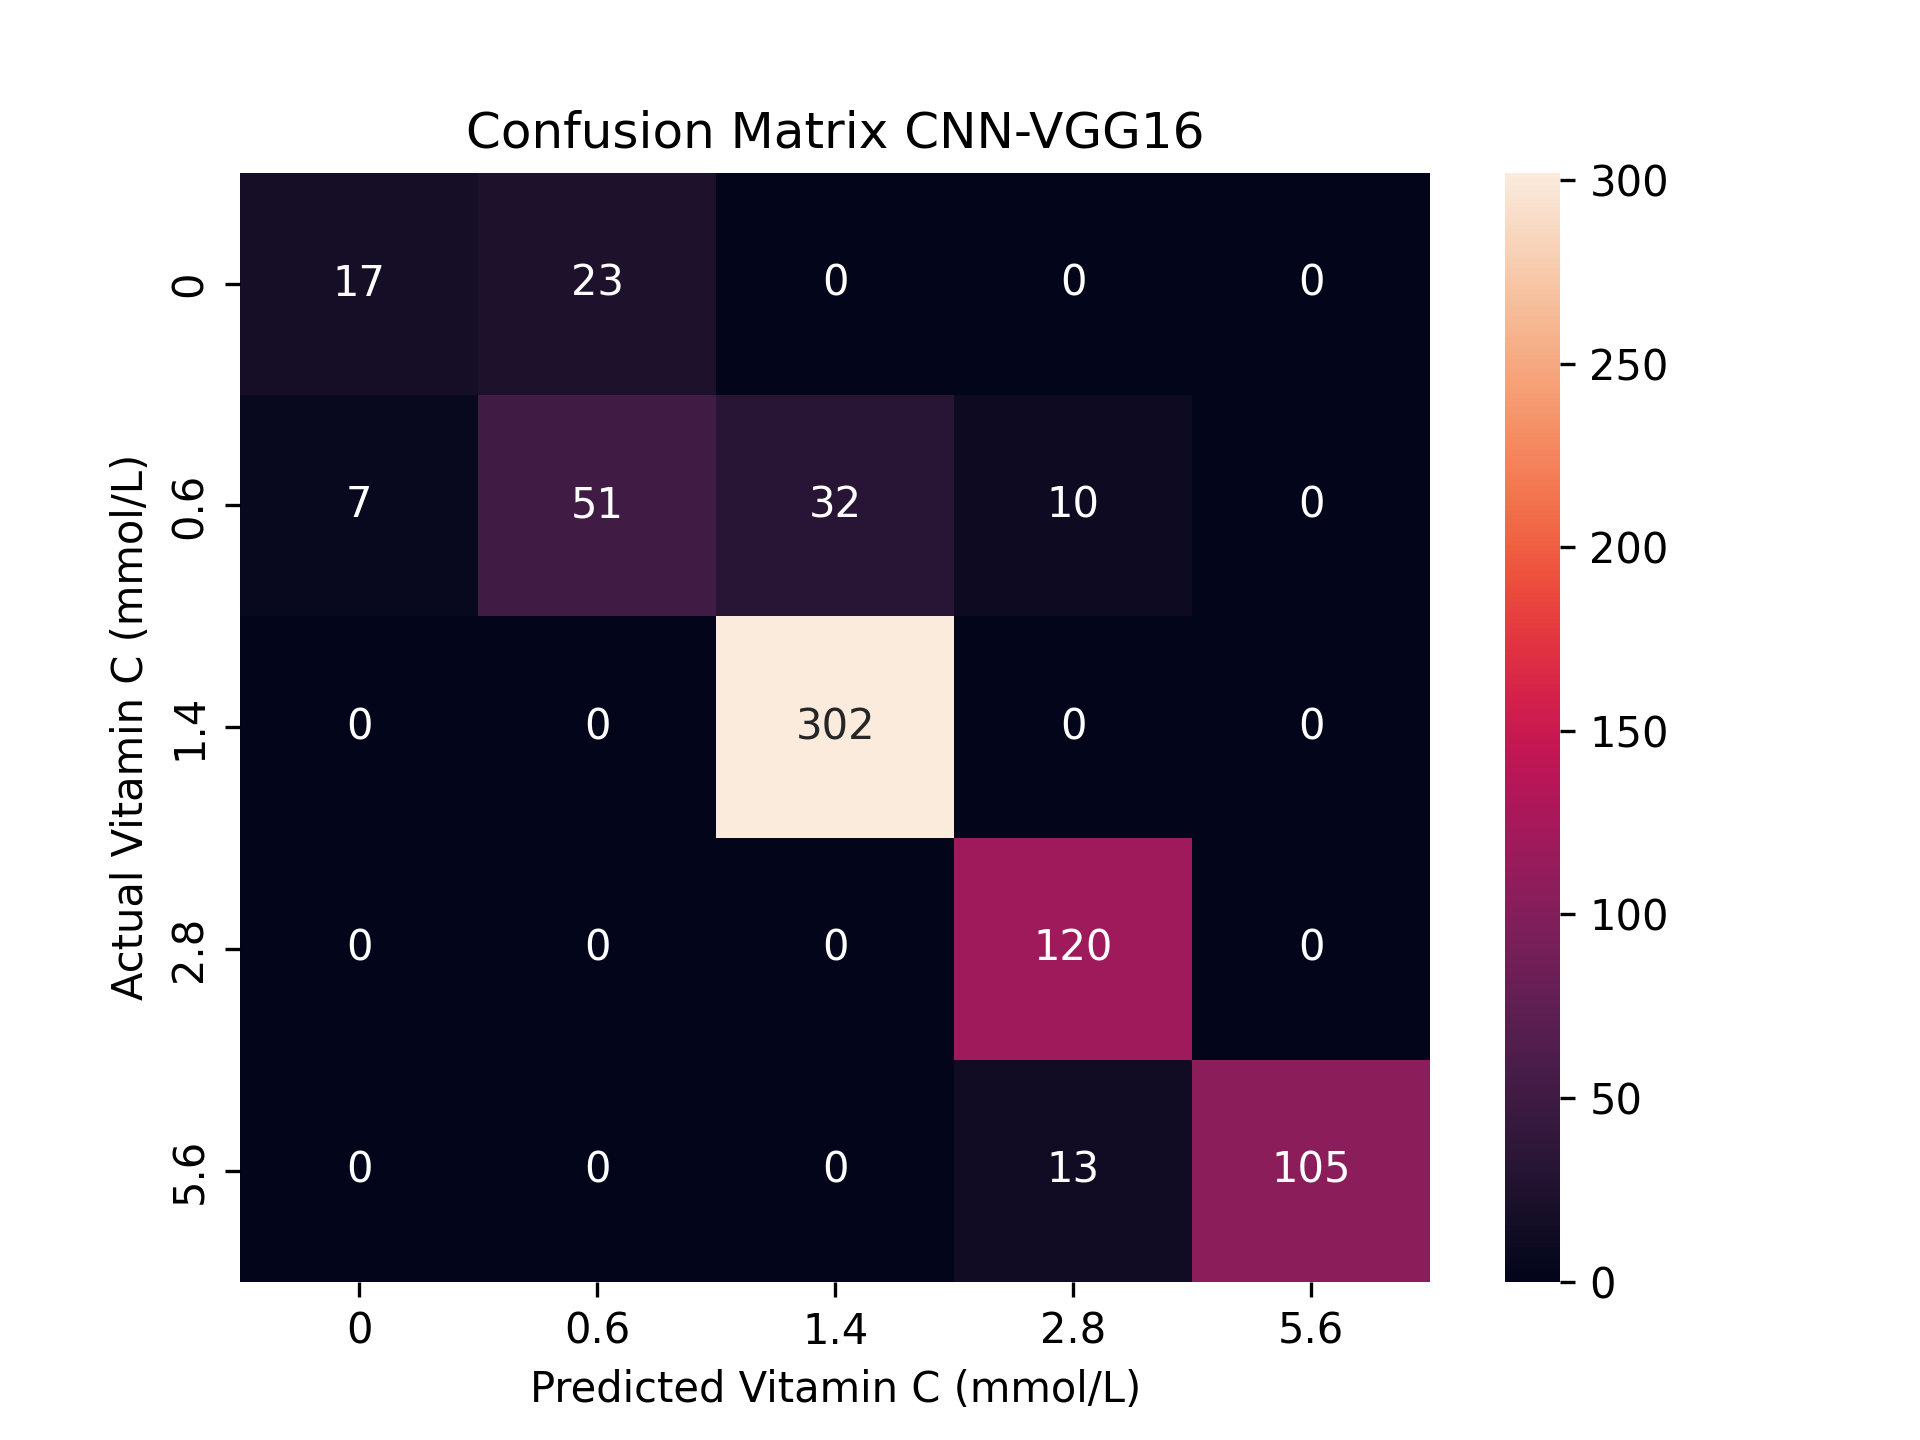 Confusion Matrix CNN-VGG16
Actual Vitamin C (mmol/L)
0 17 23 0 0 0
0.6 7 51 32 10 0
1.4 0 0 302 0 0
2.8 0 0 0 120 0
5.6 0 0 0 13 105
0 0.6 1.4 2.8 5.6
Predicted Vitamin C (mmol/L)
300
250
200
150
100
50
0